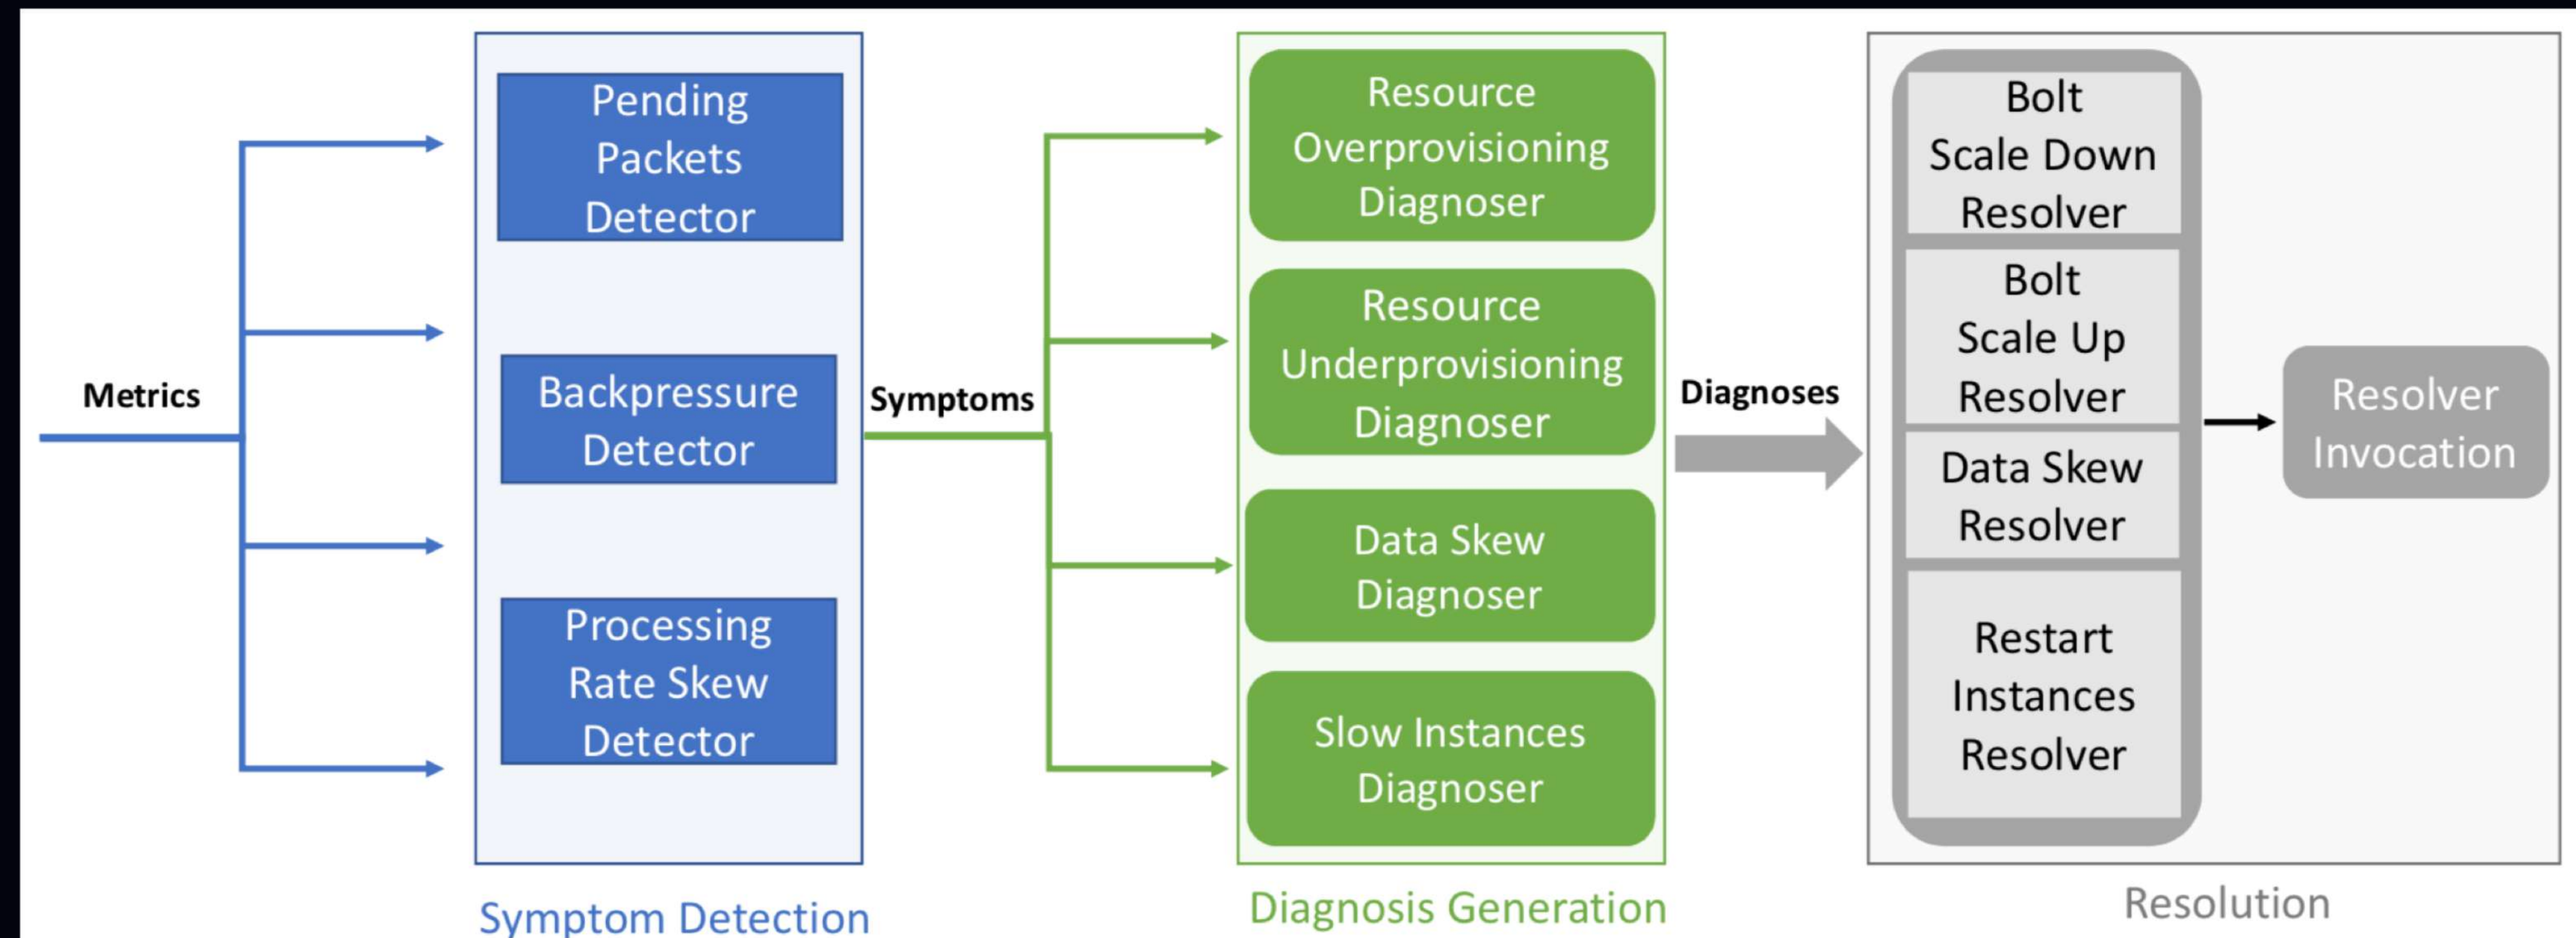 Metrics
Pending
Packets
Detector
Backpressure
Detector
Processing
Rate Skew
Detector
Symptom Detection
Symptoms
Resource
Overprovisioning
Diagnoser
Resource
Underprovisioning
Diagnoser
Data Skew
Diagnoser
Slow Instances
Diagnoser
Diagnosis Generation
Diagnoses
Bolt
Scale Down
Resolver
Bolt
Scale Up
Resolver
Data Skew
Resolver
Restart
Instances
Resolver
Resolver
Invocation
Resolution